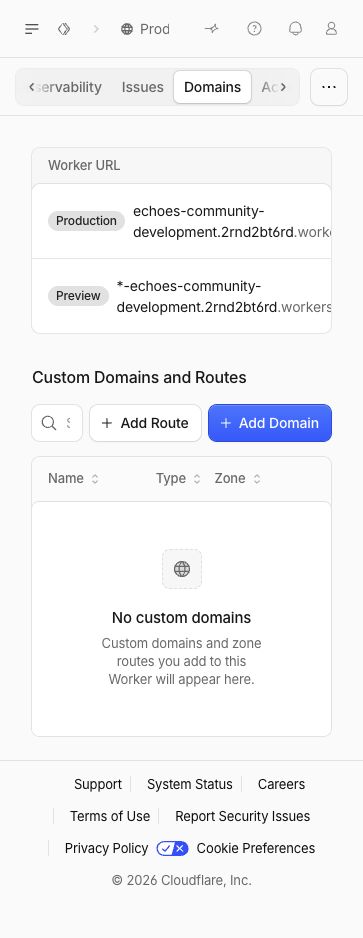 Prod
servability Issues Domains Ac
Worker URL
Production echoes-community-
development.2rnd2bt6rd.worke
Preview *-echoes-community-
development.2rnd2bt6rd.workers
Custom Domains and Routes
+ Add Route + Add Domain
Name Type Zone
No custom domains
Custom domains and zone
routes you add to this
Worker will appear here.
Support System Status Careers
Terms of Use Report Security Issues
Privacy Policy Cookie Preferences
© 2026 Cloudflare, Inc.